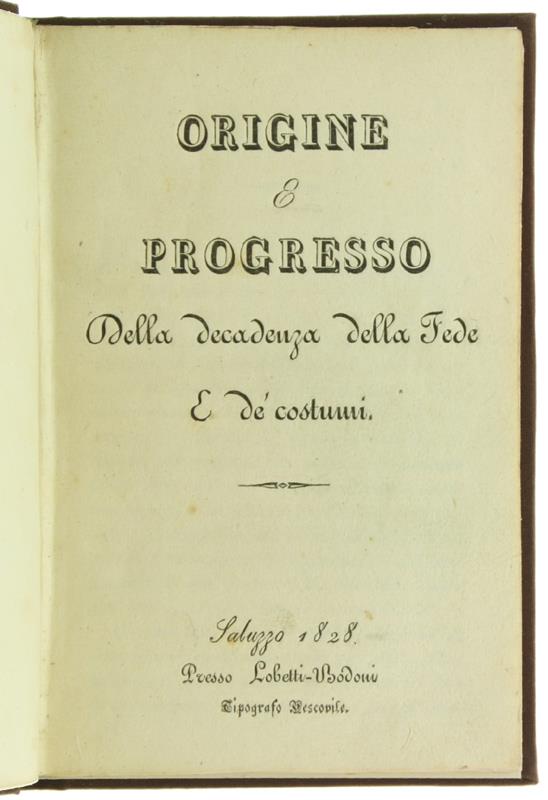 ORIGINE
E
PROGRESSO
Della decadenza della Fede
E de' costumi.
Saluzzo 1828.
Presso Lobetti-Bodoni
Tipografo Vescovile.